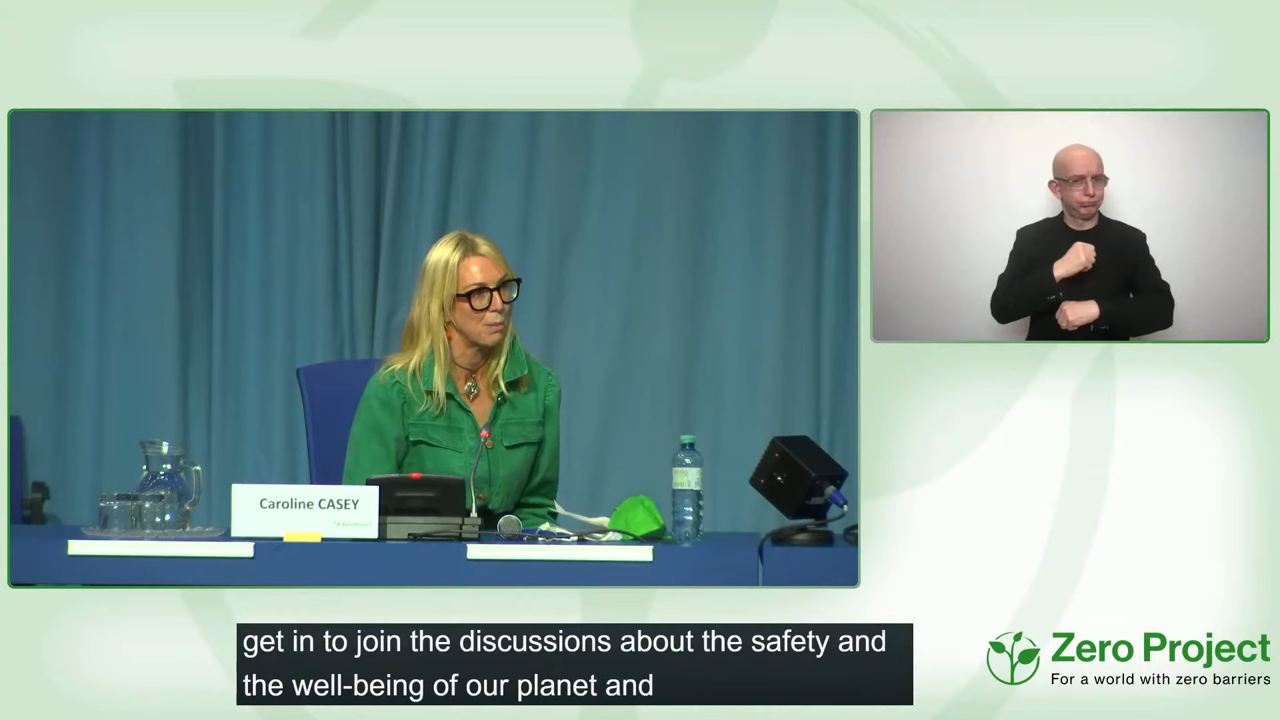 Caroline CASEY
get in to join the discussions about the safety and
the well-being of our planet and
Zero Project
For a world with zero barriers